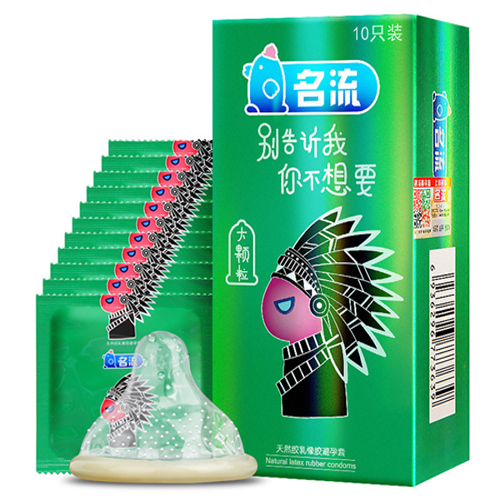 10只装
名流
别告诉我
你不想要
大颗粒
名流
天然胶乳橡胶避孕套
Natural latex rubber condoms
名流